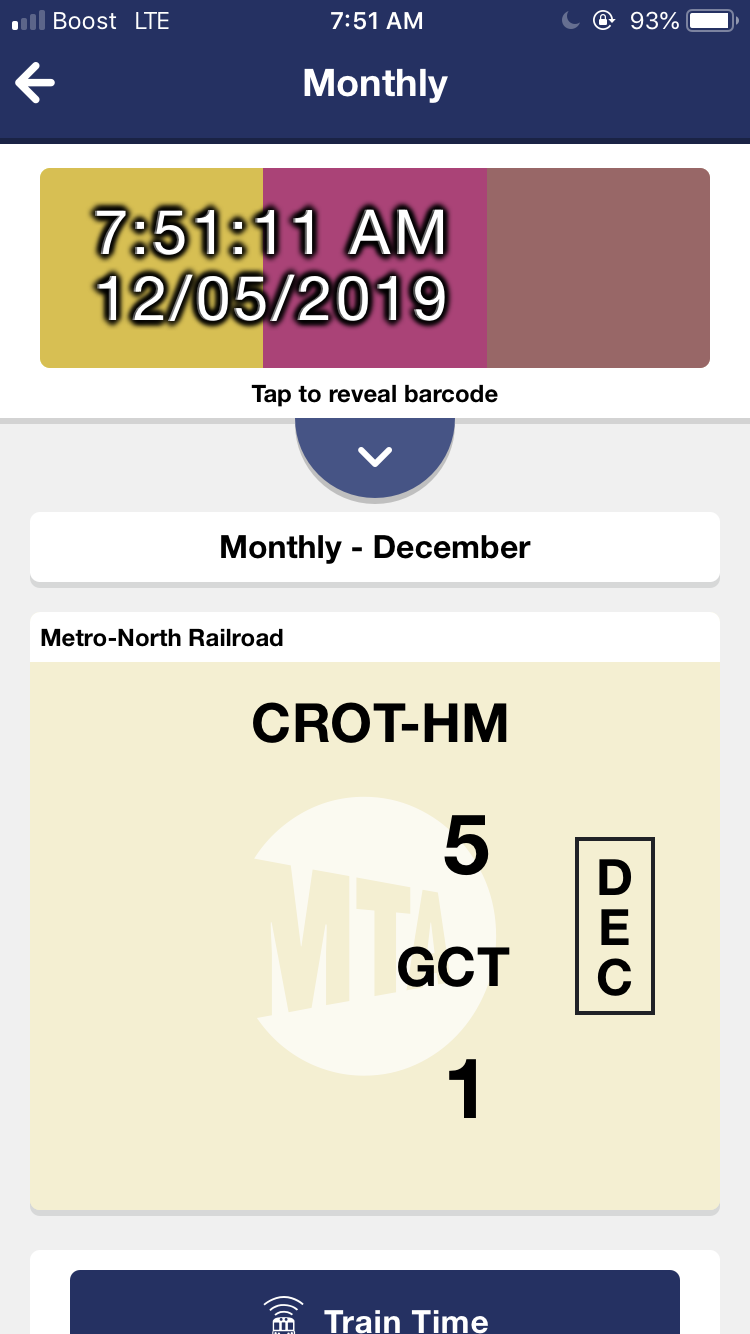 Boost LTE 7:51 AM 93%
Monthly
7:51:11 AM
12/05/2019
Tap to reveal barcode
Monthly - December
Metro-North Railroad
CROT-HM
5
MTA
GCT
1
D
E
C
Train Time